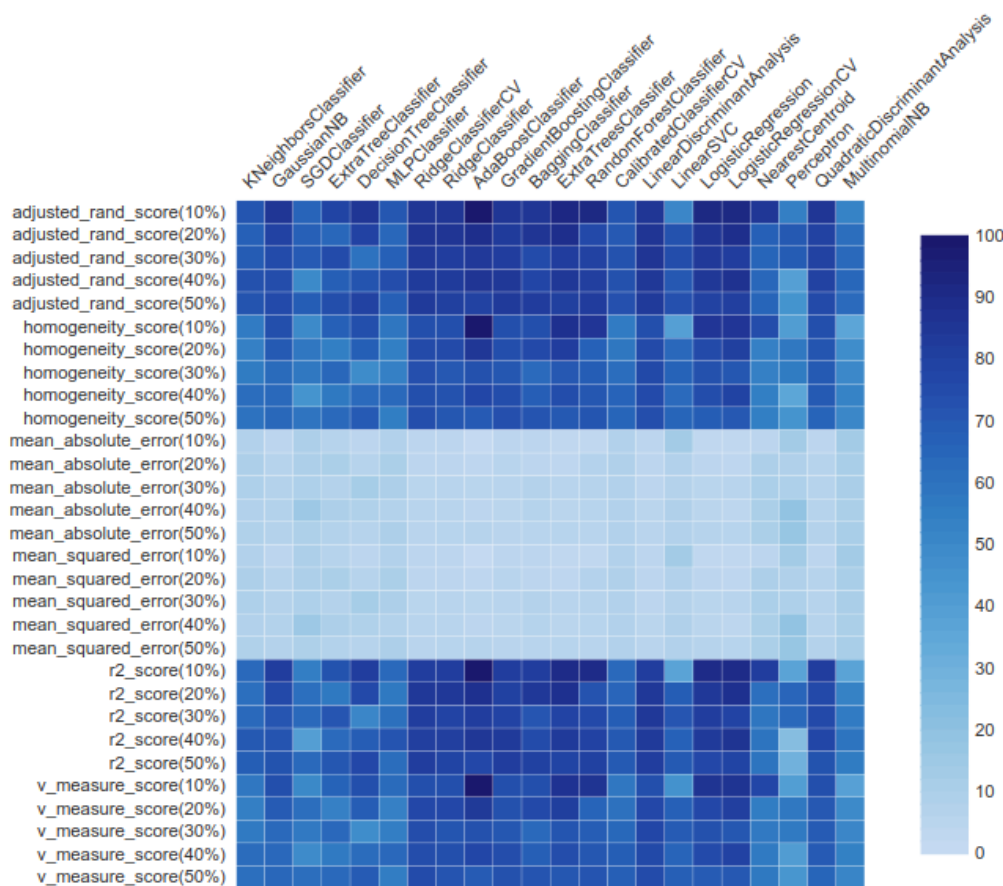 KNeighborsClassifier
GaussianNB
SGDClassifier
ExtraTreeClassifier
DecisionTreeClassifier
MLPClassifier
RidgeClassifierCV
RidgeClassifier
AdaBoostClassifier
GradientBoostingClassifier
BaggingClassifier
ExtraTreesClassifier
RandomForestClassifier
CalibratedClassifierCV
LinearDiscriminantAnalysis
LinearSVC
LogisticRegression
LogisticRegressionCV
NearestCentroid
Perceptron
QuadraticDiscriminantAnalysis
MultinomialNB
adjusted_rand_score(10%)
adjusted_rand_score(20%)
adjusted_rand_score(30%)
adjusted_rand_score(40%)
adjusted_rand_score(50%)
homogeneity_score(10%)
homogeneity_score(20%)
homogeneity_score(30%)
homogeneity_score(40%)
homogeneity_score(50%)
mean_absolute_error(10%)
mean_absolute_error(20%)
mean_absolute_error(30%)
mean_absolute_error(40%)
mean_absolute_error(50%)
mean_squared_error(10%)
mean_squared_error(20%)
mean_squared_error(30%)
mean_squared_error(40%)
mean_squared_error(50%)
r2_score(10%)
r2_score(20%)
r2_score(30%)
r2_score(40%)
r2_score(50%)
v_measure_score(10%)
v_measure_score(20%)
v_measure_score(30%)
v_measure_score(40%)
v_measure_score(50%)
100
90
80
70
60
50
40
30
20
10
0